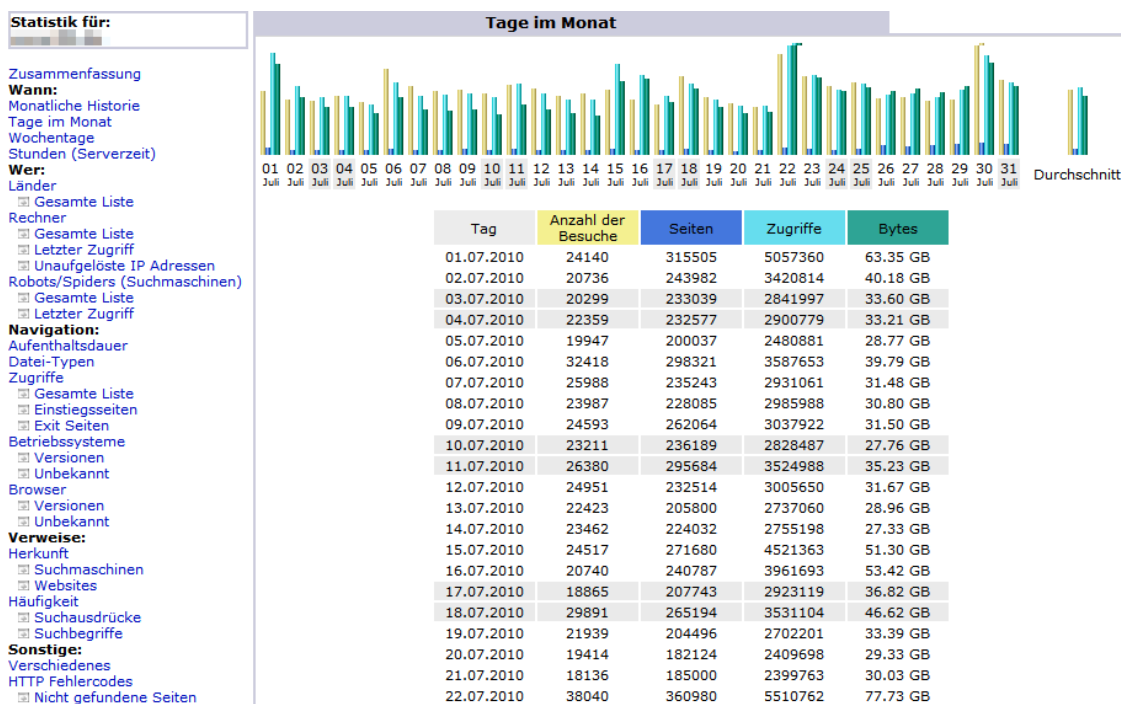 Statistik für:
Zusammenfassung
Wann:
Monatliche Historie
Tage im Monat
Wochentage
Stunden (Serverzeit)
Wer:
Länder
Gesamte Liste
Rechner
Gesamte Liste
Letzter Zugriff
Unaufgelöste IP Adressen
Robots/Spiders (Suchmaschinen)
Gesamte Liste
Letzter Zugriff
Navigation:
Aufenthaltsdauer
Datei-Typen
Zugriffe
Gesamte Liste
Einstiegsseiten
Exit Seiten
Betriebssysteme
Versionen
Unbekannt
Browser
Versionen
Unbekannt
Verweise:
Herkunft
Suchmaschinen
Websites
Häufigkeit
Suchausdrücke
Suchbegriffe
Sonstige:
Verschiedenes
HTTP Fehlercodes
Nicht gefundene Seiten
Tage im Monat
01 02 03 04 05 06 07 08 09 10 11 12 13 14 15 16 17 18 19 20 21 22 23 24 25 26 27 28 29 30 31 Durchschnitt
Juli Juli Juli Juli Juli Juli Juli Juli Juli Juli Juli Juli Juli Juli Juli Juli Juli Juli Juli Juli Juli Juli Juli Juli Juli Juli Juli Juli Juli Juli Juli
Tag Anzahl der Besuche Seiten Zugriffe Bytes
01.07.2010 24140 315505 5057360 63.35 GB
02.07.2010 20736 243982 3420814 40.18 GB
03.07.2010 20299 233039 2841997 33.60 GB
04.07.2010 22359 232577 2900779 33.21 GB
05.07.2010 19947 200037 2480881 28.77 GB
06.07.2010 32418 298321 3587653 39.79 GB
07.07.2010 25988 235243 2931061 31.48 GB
08.07.2010 23987 228085 2985988 30.80 GB
09.07.2010 24593 262064 3037922 31.50 GB
10.07.2010 23211 236189 2828487 27.76 GB
11.07.2010 26380 295684 3524988 35.23 GB
12.07.2010 24951 232514 3005650 31.67 GB
13.07.2010 22423 205800 2737060 28.96 GB
14.07.2010 23462 224032 2755198 27.33 GB
15.07.2010 24517 271680 4521363 51.30 GB
16.07.2010 20740 240787 3961693 53.42 GB
17.07.2010 18865 207743 2923119 36.82 GB
18.07.2010 29891 265194 3531104 46.62 GB
19.07.2010 21939 204496 2702201 33.39 GB
20.07.2010 19414 182124 2409698 29.33 GB
21.07.2010 18136 185000 2399763 30.03 GB
22.07.2010 38040 360980 5510762 77.73 GB